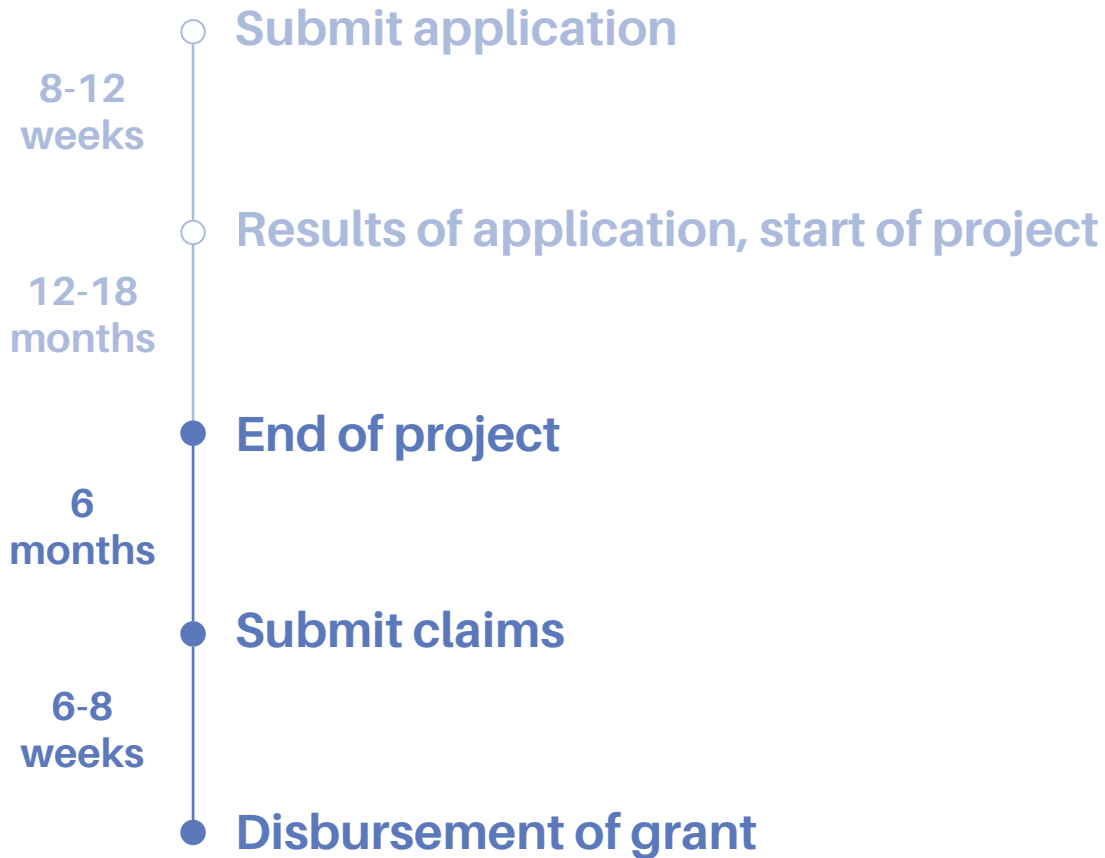 Submit application
8-12
weeks
Results of application, start of project
12-18
months
End of project
6
months
Submit claims
6-8
weeks
Disbursement of grant